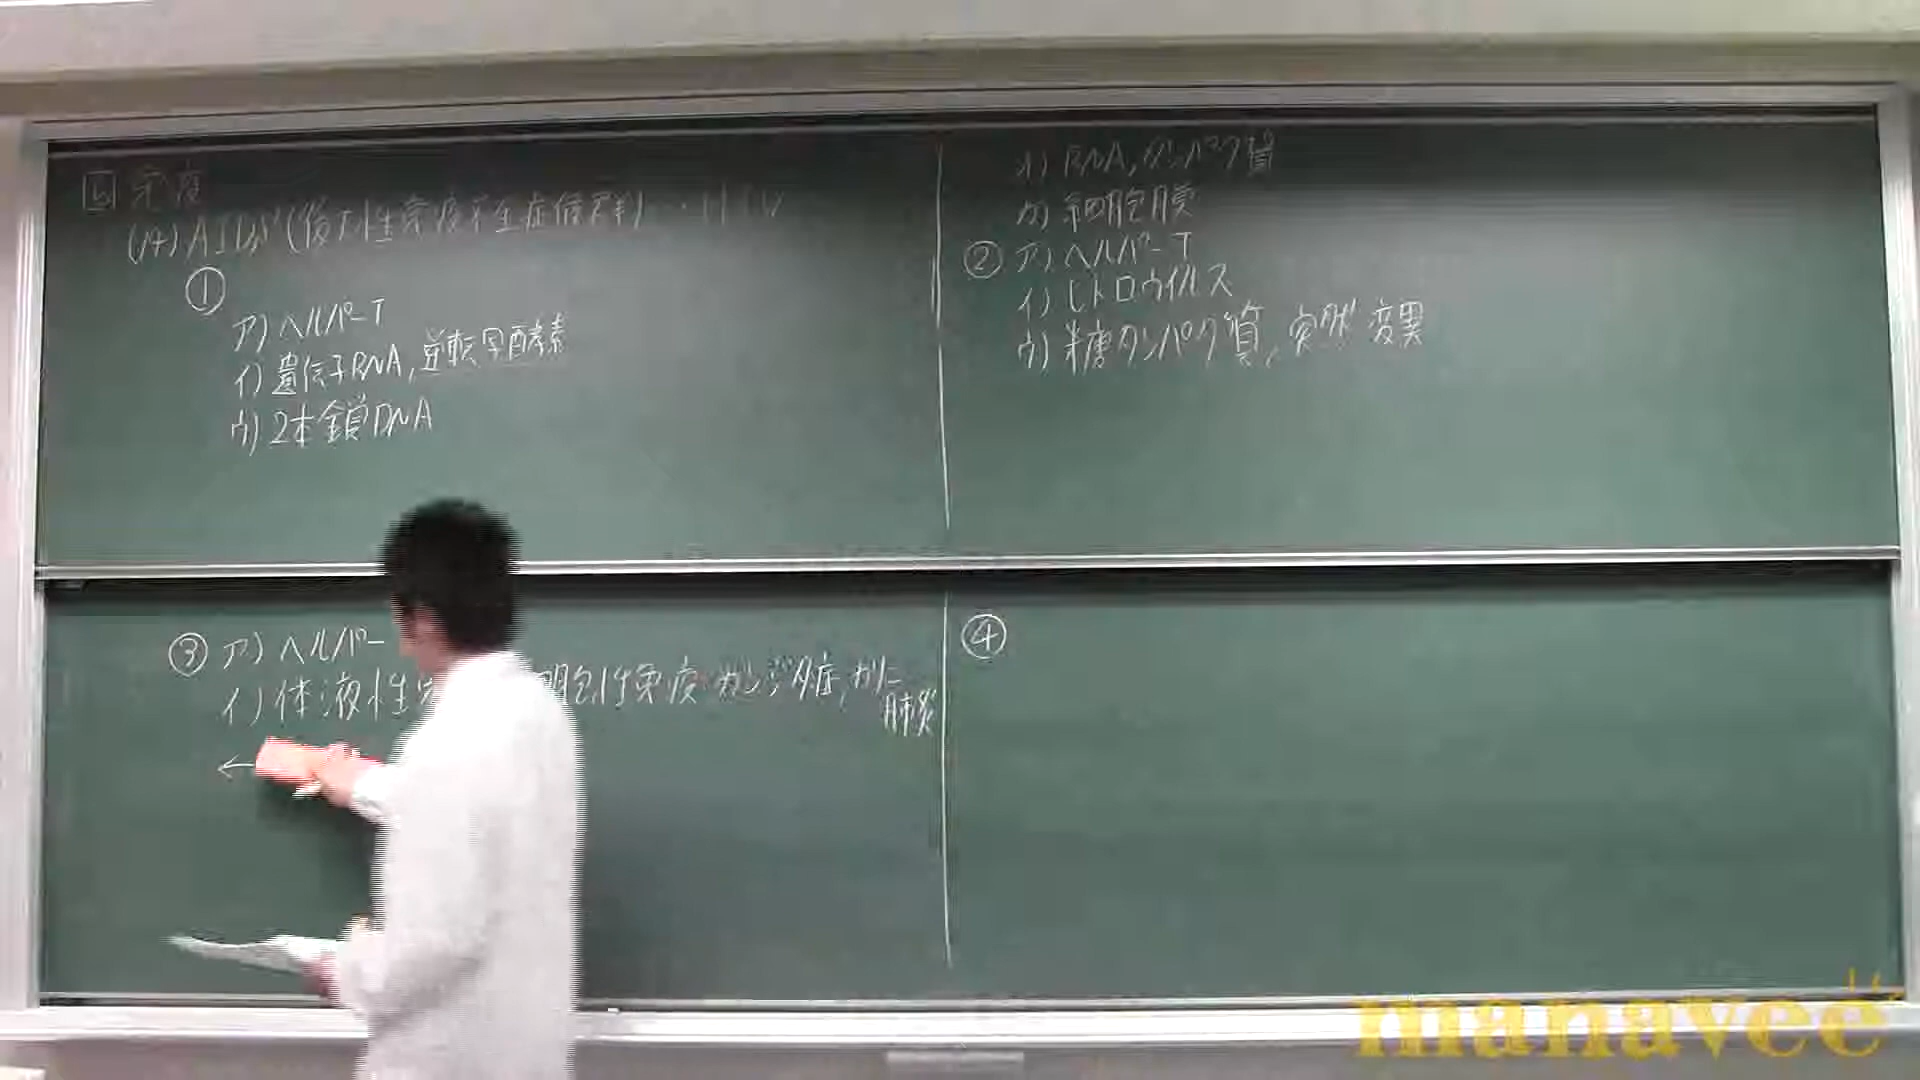 5 免疫
(14) AIDS (後天性免疫不全症候群)…HIV
①
ア) ヘルパーT
イ) 遺伝子RNA, 逆転写酵素
ウ) 2本鎖DNA
オ) RNA, タンパク質
カ) 細胞膜
② ア) ヘルパーT
イ) レトロウイルス
ウ) 糖タンパク質, 突然変異
③ ア) ヘルパー
イ) 体液性 胞性免疫 カンジダ症, カリニ
肺炎
←
④
manavee